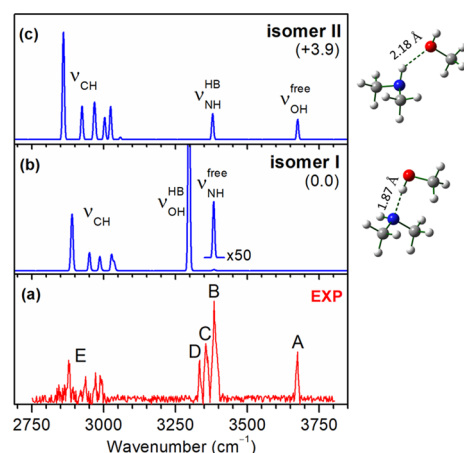 (c)
isomer II
(+3.9)
ν_CH
ν_NH^HB
ν_OH^free
2.18 Å
(b)
isomer I
(0.0)
ν_CH
ν_OH^HB
ν_NH^free
x50
1.87 Å
(a)
EXP
E
D
C
B
A
2750 3000 3250 3500 3750
Wavenumber (cm⁻¹)